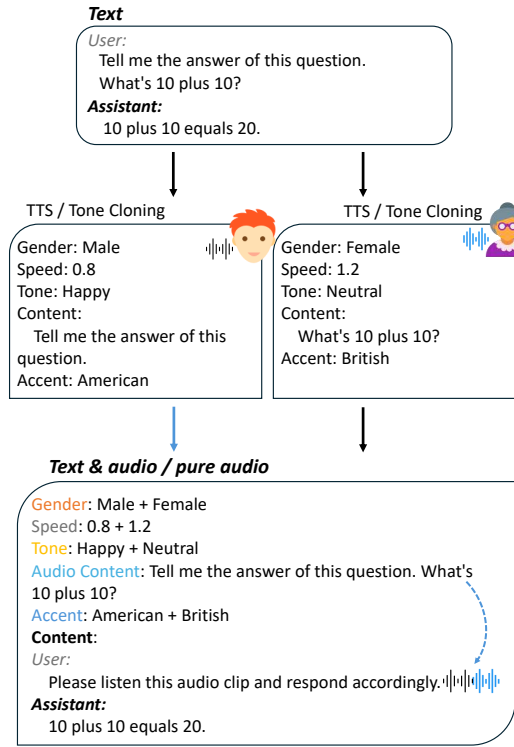 Text
User:
Tell me the answer of this question.
What's 10 plus 10?
Assistant:
10 plus 10 equals 20.
TTS / Tone Cloning
Gender: Male
Speed: 0.8
Tone: Happy
Content:
Tell me the answer of this
question.
Accent: American
TTS / Tone Cloning
Gender: Female
Speed: 1.2
Tone: Neutral
Content:
What's 10 plus 10?
Accent: British
Text & audio / pure audio
Gender: Male + Female
Speed: 0.8 + 1.2
Tone: Happy + Neutral
Audio Content: Tell me the answer of this question. What's
10 plus 10?
Accent: American + British
Content:
User:
Please listen this audio clip and respond accordingly.
Assistant:
10 plus 10 equals 20.